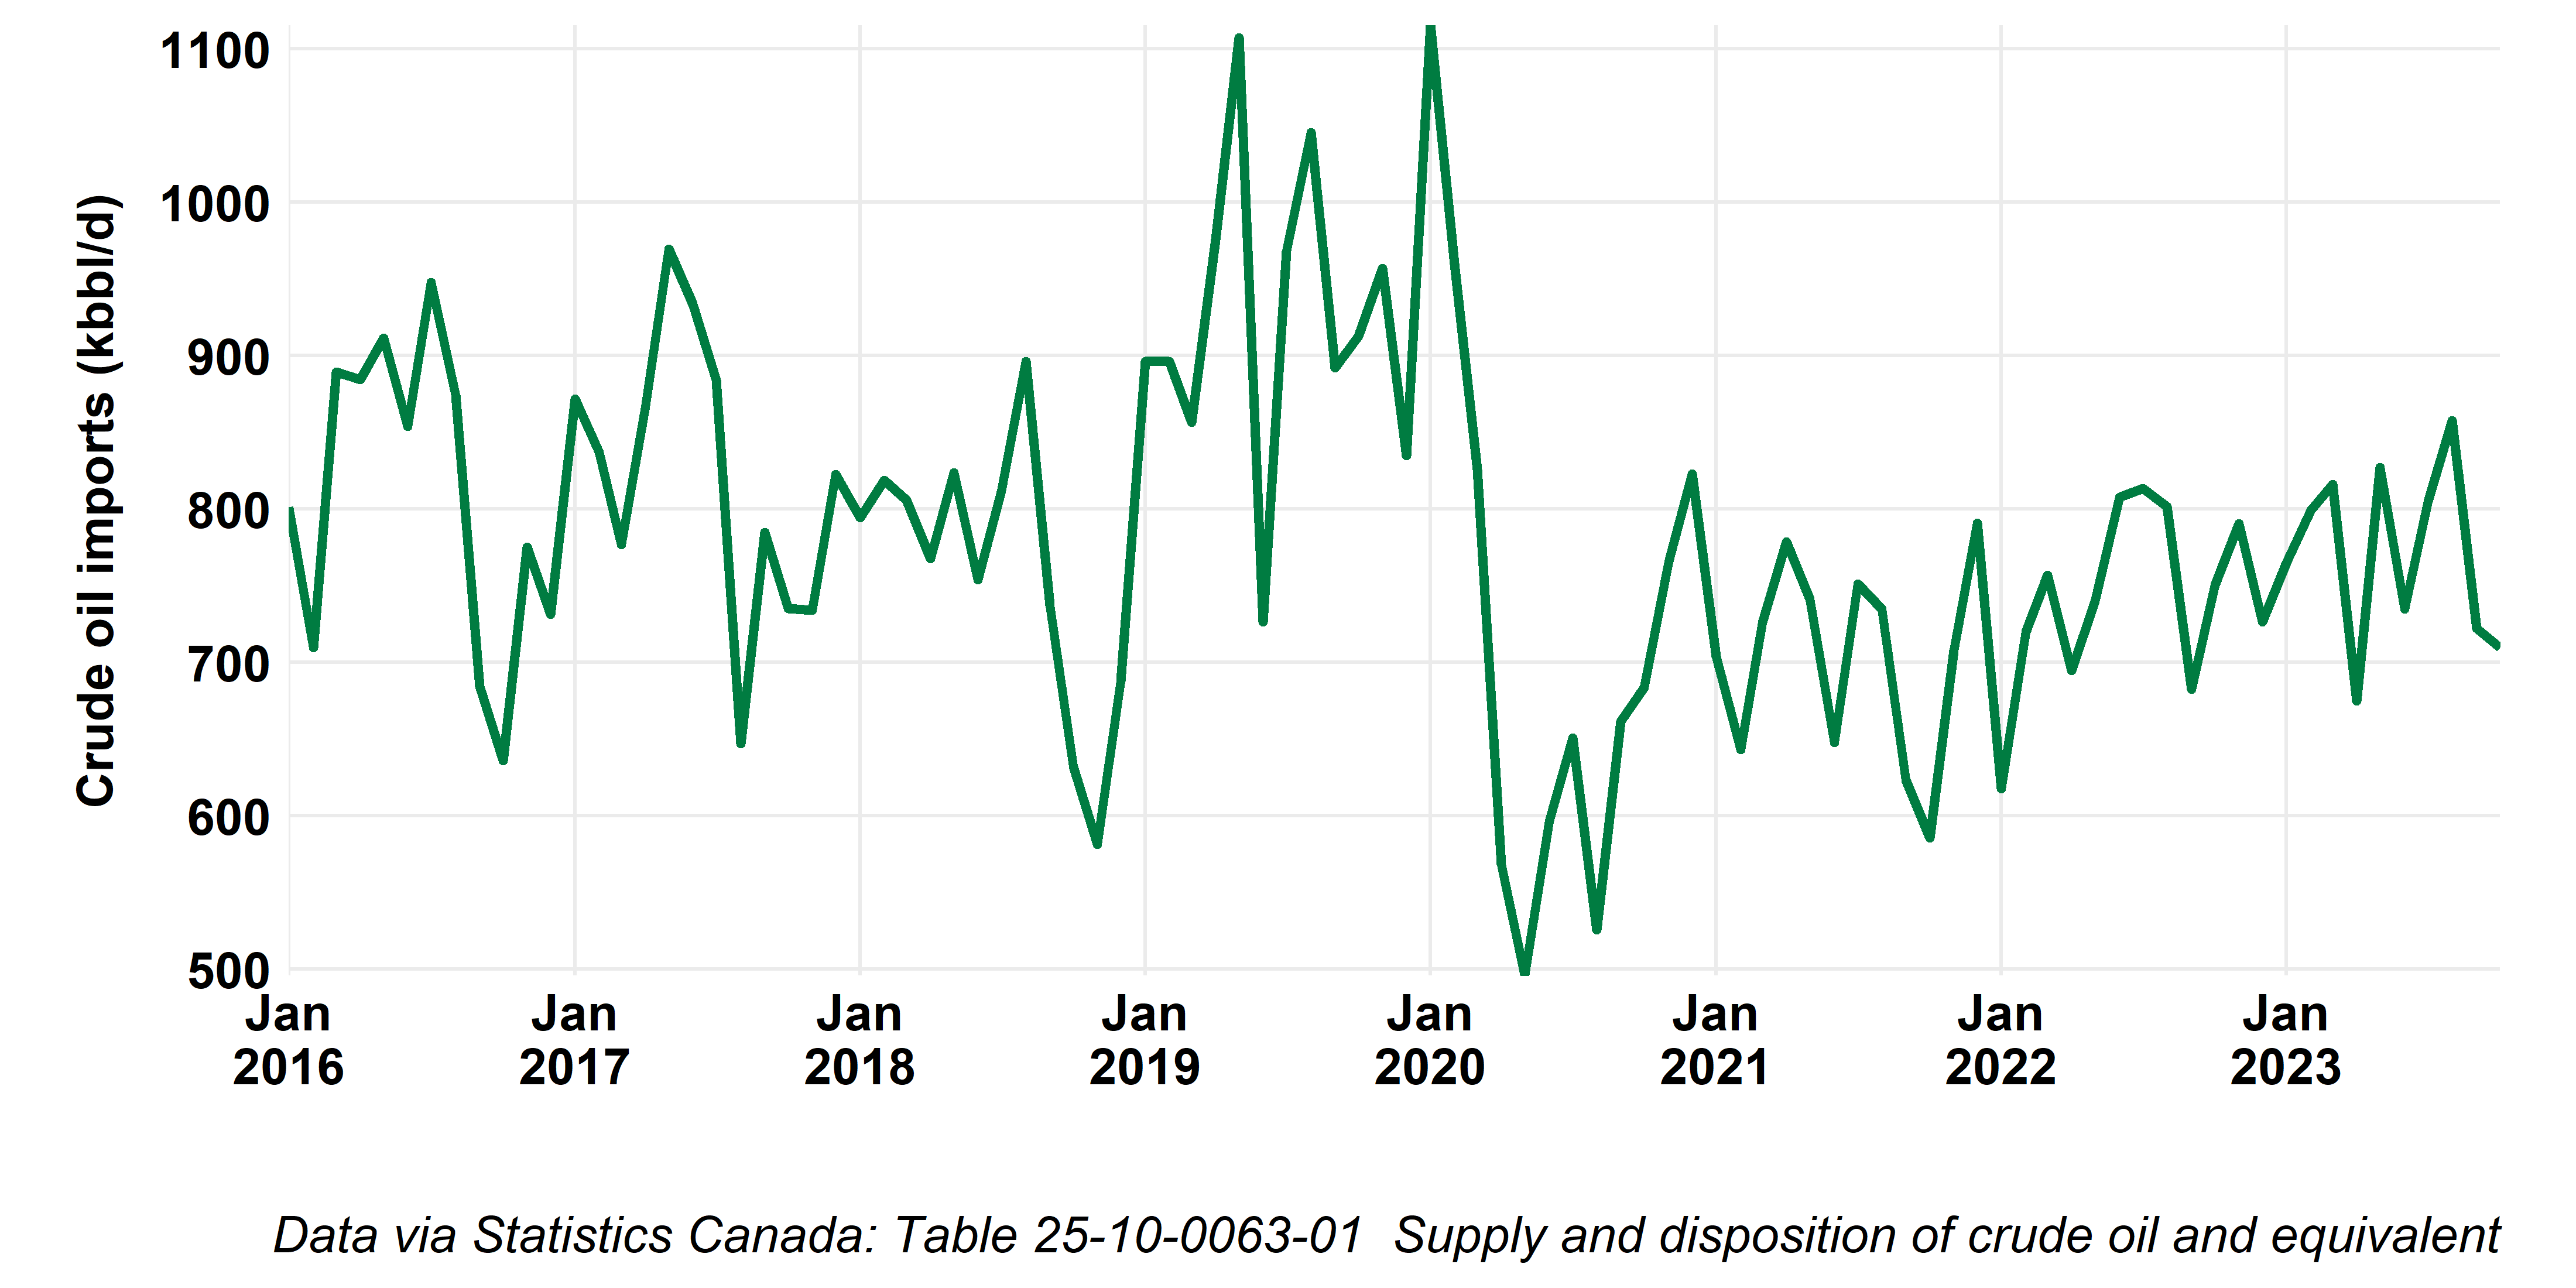 Crude oil imports (kbbl/d)
1100
1000
900
800
700
600
500
Jan
2016
Jan
2017
Jan
2018
Jan
2019
Jan
2020
Jan
2021
Jan
2022
Jan
2023
Data via Statistics Canada: Table 25-10-0063-01  Supply and disposition of crude oil and equivalent